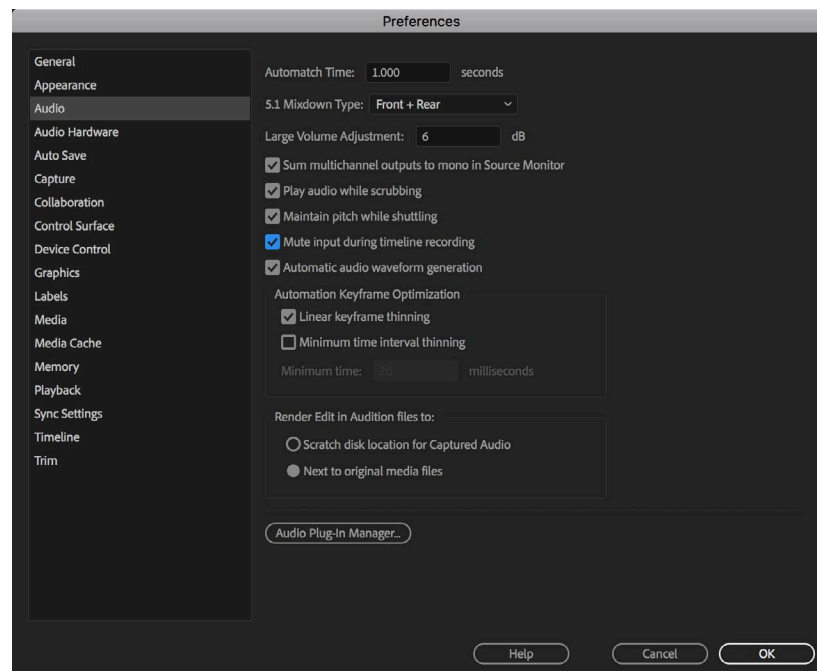 Preferences
General
Appearance
Audio
Audio Hardware
Auto Save
Capture
Collaboration
Control Surface
Device Control
Graphics
Labels
Media
Media Cache
Memory
Playback
Sync Settings
Timeline
Trim
Automatch Time: 1.000 seconds
5.1 Mixdown Type: Front + Rear
Large Volume Adjustment: 6 dB
Sum multichannel outputs to mono in Source Monitor
Play audio while scrubbing
Maintain pitch while shuttling
Mute input during timeline recording
Automatic audio waveform generation
Automation Keyframe Optimization
Linear keyframe thinning
Minimum time interval thinning
Minimum time: 20 milliseconds
Render Edit in Audition files to:
Scratch disk location for Captured Audio
Next to original media files
Audio Plug-In Manager...
Help Cancel OK